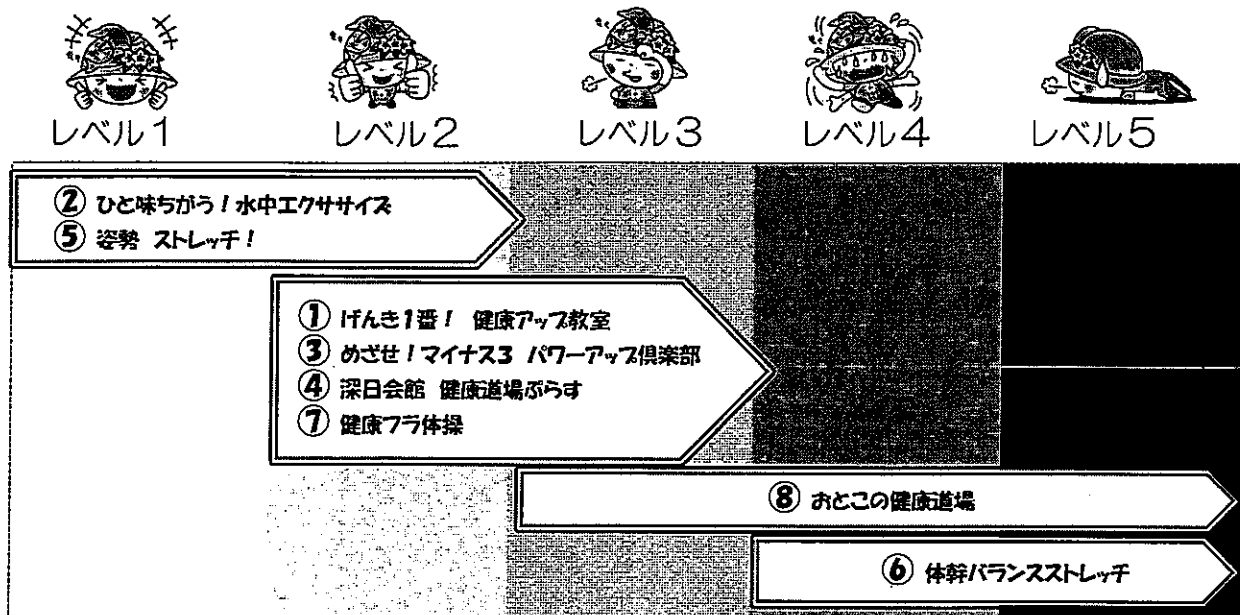 レベル1
レベル2
レベル3
レベル4
レベル5
② ひと味ちがう！水中エクササイズ
⑤ 姿勢 ストレッチ！
① げんき1番！ 健康アップ教室
③ めざせ！マイナス3 パワーアップ倶楽部
④ 深日会館 健康道場ぷらす
⑦ 健康フラ体操
⑧ おとこの健康道場
⑥ 体幹バランスストレッチ